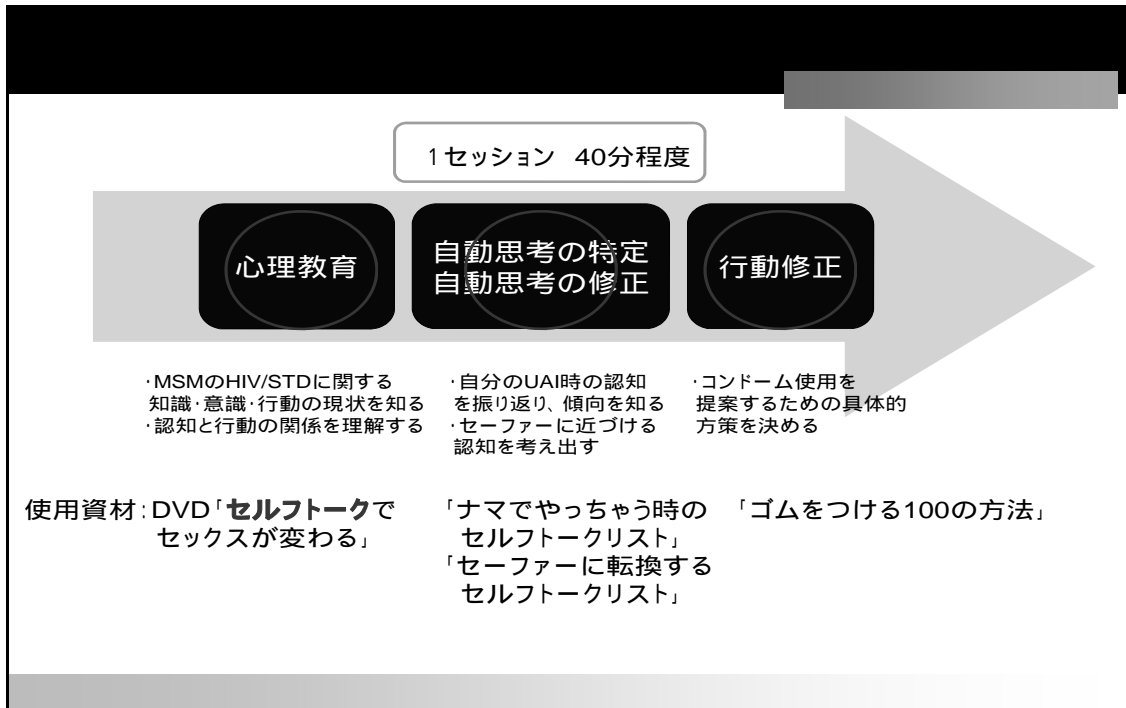 1セッション 40分程度
心理教育
自動思考の特定
自動思考の修正
行動修正
・MSMのHIV/STDに関する
知識・意識・行動の現状を知る
・認知と行動の関係を理解する
・自分のUAI時の認知
を振り返り、傾向を知る
・セーファーに近づける
認知を考え出す
・コンドーム使用を
提案するための具体的
方策を決める
使用資材:DVD「セルフトークで
セックスが変わる」
「ナマでやっちゃう時の
セルフトークリスト」
「セーファーに転換する
セルフトークリスト」
「ゴムをつける100の方法」